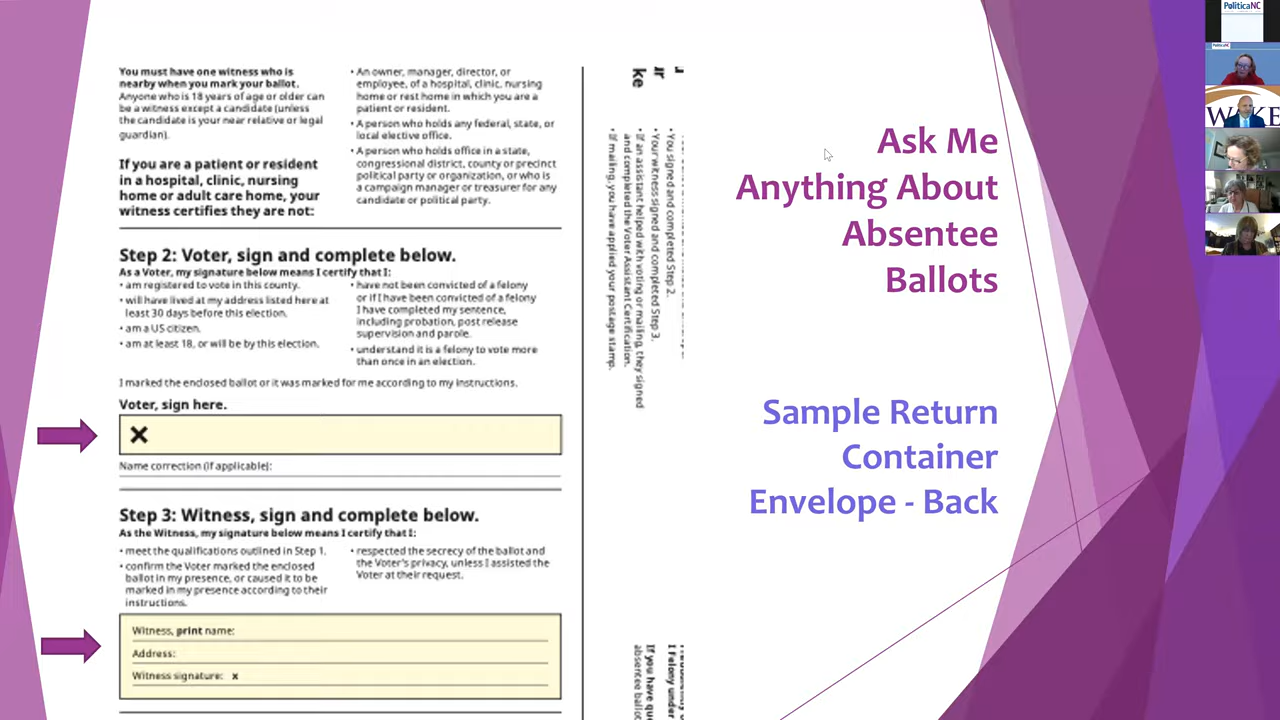 You must have one witness who is
nearby when you mark your ballot.
Anyone who is 18 years of age or older can
be a witness except a candidate (unless
the candidate is your near relative or legal
guardian).
If you are a patient or resident
in a hospital, clinic, nursing
home or adult care home, your
witness certifies they are not:
• An owner, manager, director, or
employee, of a hospital, clinic, nursing
home or rest home in which you are a
patient or resident.
• A person who holds any federal, state, or
local elective office.
• A person who holds office in a state,
congressional district, county or precinct
political party or organization, or who is
a campaign manager or treasurer for any
candidate or political party.
Step 2: Voter, sign and complete below.
As a Voter, my signature below means I certify that I:
• am registered to vote in this county.
• will have lived at my address listed here at
least 30 days before this election.
• am a US citizen.
• am at least 18, or will be by this election.
• have not been convicted of a felony
or if I have been convicted of a felony
I have completed my sentence,
including probation, post release
supervision and parole.
• understand it is a felony to vote more
than once in an election.
I marked the enclosed ballot or it was marked for me according to my instructions.
Voter, sign here.
X
Name correction (if applicable):
Step 3: Witness, sign and complete below.
As the Witness, my signature below means I certify that I:
• meet the qualifications outlined in Step 1.
• confirm the Voter marked the enclosed
ballot in my presence, or caused it to be
marked in my presence according to their
instructions.
• respected the secrecy of the ballot and
the Voter's privacy, unless I assisted the
Voter at their request.
Witness, print name:
Address:
Witness signature: x
• You signed and completed Step 2.
• Your witness signed and completed Step 3.
• If an assistant helped with voting or mailing, they signed
and completed the Voter Assistant Certification.
• If mailing, you have applied your postage stamp.
ke
I Felony under
If you have que
absentee ballo
Ask Me
Anything About
Absentee
Ballots
Sample Return
Container
Envelope - Back
PoliticaNC
PoliticaNC